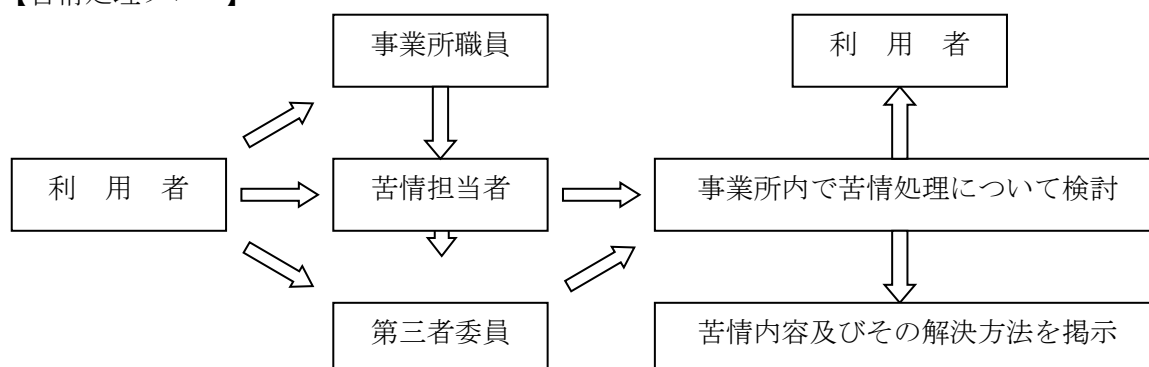 事業所職員
利 用 者
利 用 者
苦情担当者
事業所内で苦情処理について検討
第三者委員
苦情内容及びその解決方法を掲示